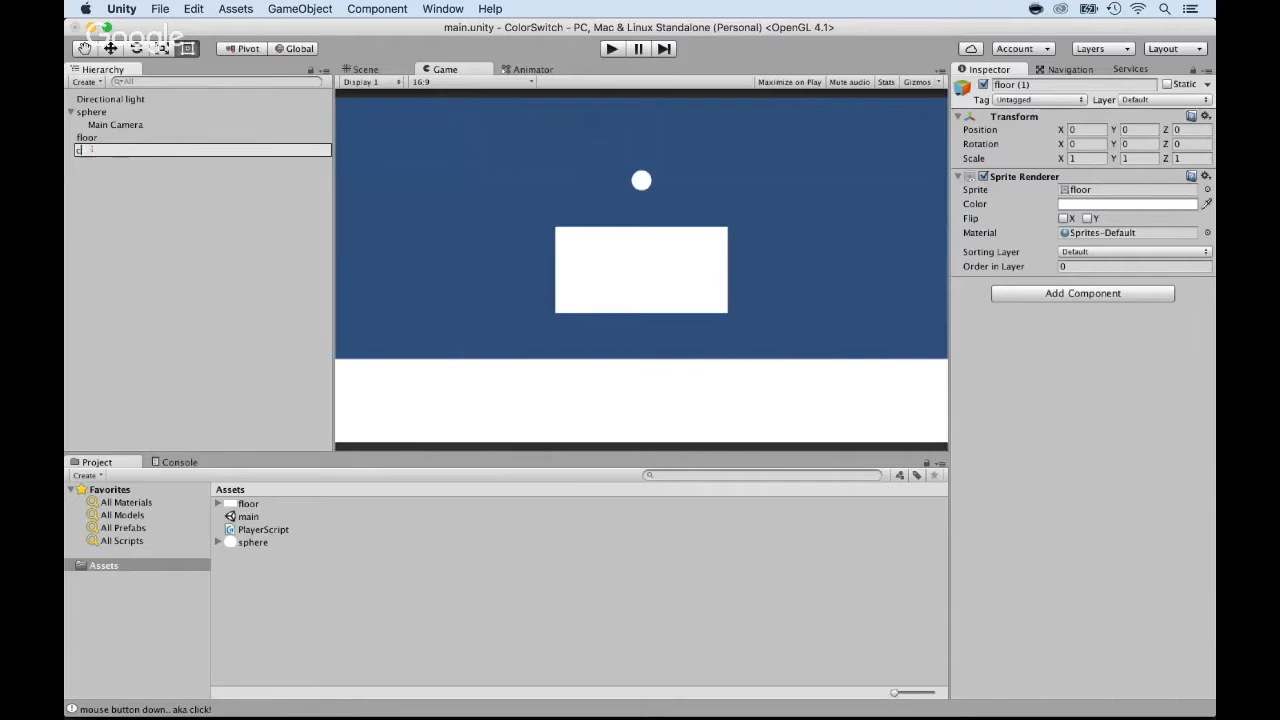 Unity File Edit Assets GameObject Component Window Help
main.unity - ColorSwitch - PC, Mac & Linux Standalone (Personal) <OpenGL 4.1>
Google
Pivot Global Account Layers Layout
Hierarchy
Create All
Directional light
sphere
Main Camera
floor
c
Scene Game Animator
Display 1 16:9 Maximize on Play Mute audio Stats Gizmos
Inspector Navigation Services
floor (1) Static
Tag Untagged Layer Default
Transform
Position X 0 Y 0 Z 0
Rotation X 0 Y 0 Z 0
Scale X 1 Y 1 Z 1
Sprite Renderer
Sprite floor
Color
Flip X Y
Material Sprites-Default
Sorting Layer Default
Order in Layer 0
Add Component
Project Console
Create
Favorites
All Materials
All Models
All Prefabs
All Scripts
Assets
Assets
floor
main
PlayerScript
sphere
mouse button down.. aka click!